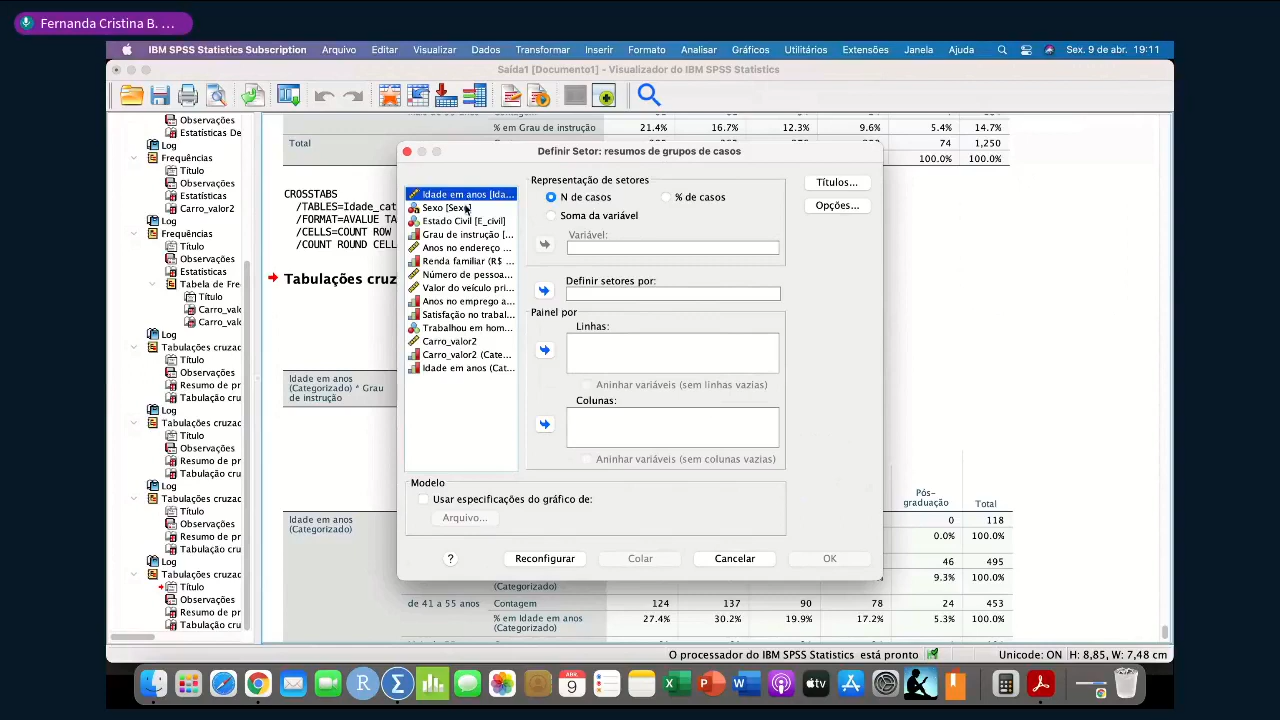 Fernanda Cristina B. ...
IBM SPSS Statistics Subscription Arquivo Editar Visualizar Dados Transformar Inserir Formato Analisar Gráficos Utilitários Extensões Janela Ajuda Sex. 9 de abr. 19:11
Saída1 [Documento1] - Visualizador do IBM SPSS Statistics
Observações
Estatísticas De
Log
Frequências
Título
Observações
Estatísticas
Carro_valor2
Log
Frequências
Título
Observações
Estatísticas
Tabela de Fre
Título
Carro_valo
Carro_valo
Log
Tabulações cruzad
Título
Observações
Resumo de pr
Tabulação cru
Log
Tabulações cruzad
Título
Observações
Resumo de pr
Tabulação cru
Log
Tabulações cruzad
Título
Observações
Resumo de pr
Tabulação cru
Log
Tabulações cruzad
Título
Observações
Resumo de pr
Tabulação cru
% em Grau de instrução 21.4% 16.7% 12.3% 9.6% 5.4% 14.7%
Total 74 1,250
100.0% 100.0%
CROSSTABS
/TABLES=Idade_cat
/FORMAT=AVALUE TA
/CELLS=COUNT ROW
/COUNT ROUND CELL
Tabulações cruz
Idade em anos
(Categorizado) * Grau
de instrução
Definir Setor: resumos de grupos de casos
Idade em anos [Ida...
Sexo [Sexo]
Estado Civil [E_civil]
Grau de instrução [...
Anos no endereço ...
Renda familiar (R$ ...
Número de pessoa...
Valor do veículo pri...
Anos no emprego a...
Satisfação no trabal...
Trabalhou em hom...
Carro_valor2
Carro_valor2 (Cate...
Idade em anos (Cat...
Representação de setores
N de casos % de casos
Soma da variável
Variável:
Definir setores por:
Painel por
Linhas:
Aninhar variáveis (sem linhas vazias)
Colunas:
Aninhar variáveis (sem colunas vazias)
Títulos...
Opções...
Modelo
Usar especificações do gráfico de:
Arquivo...
? Reconfigurar Colar Cancelar OK
Pós-
graduação Total
Idade em anos
(Categorizado)
0 118
0.0% 100.0%
46 495
9.3% 100.0%
(Categorizado)
de 41 a 55 anos Contagem 124 137 90 78 24 453
% em Idade em anos
(Categorizado) 27.4% 30.2% 19.9% 17.2% 5.3% 100.0%
O processador do IBM SPSS Statistics está pronto Unicode: ON H: 8,85, W: 7,48 cm
ABR.
9
tv